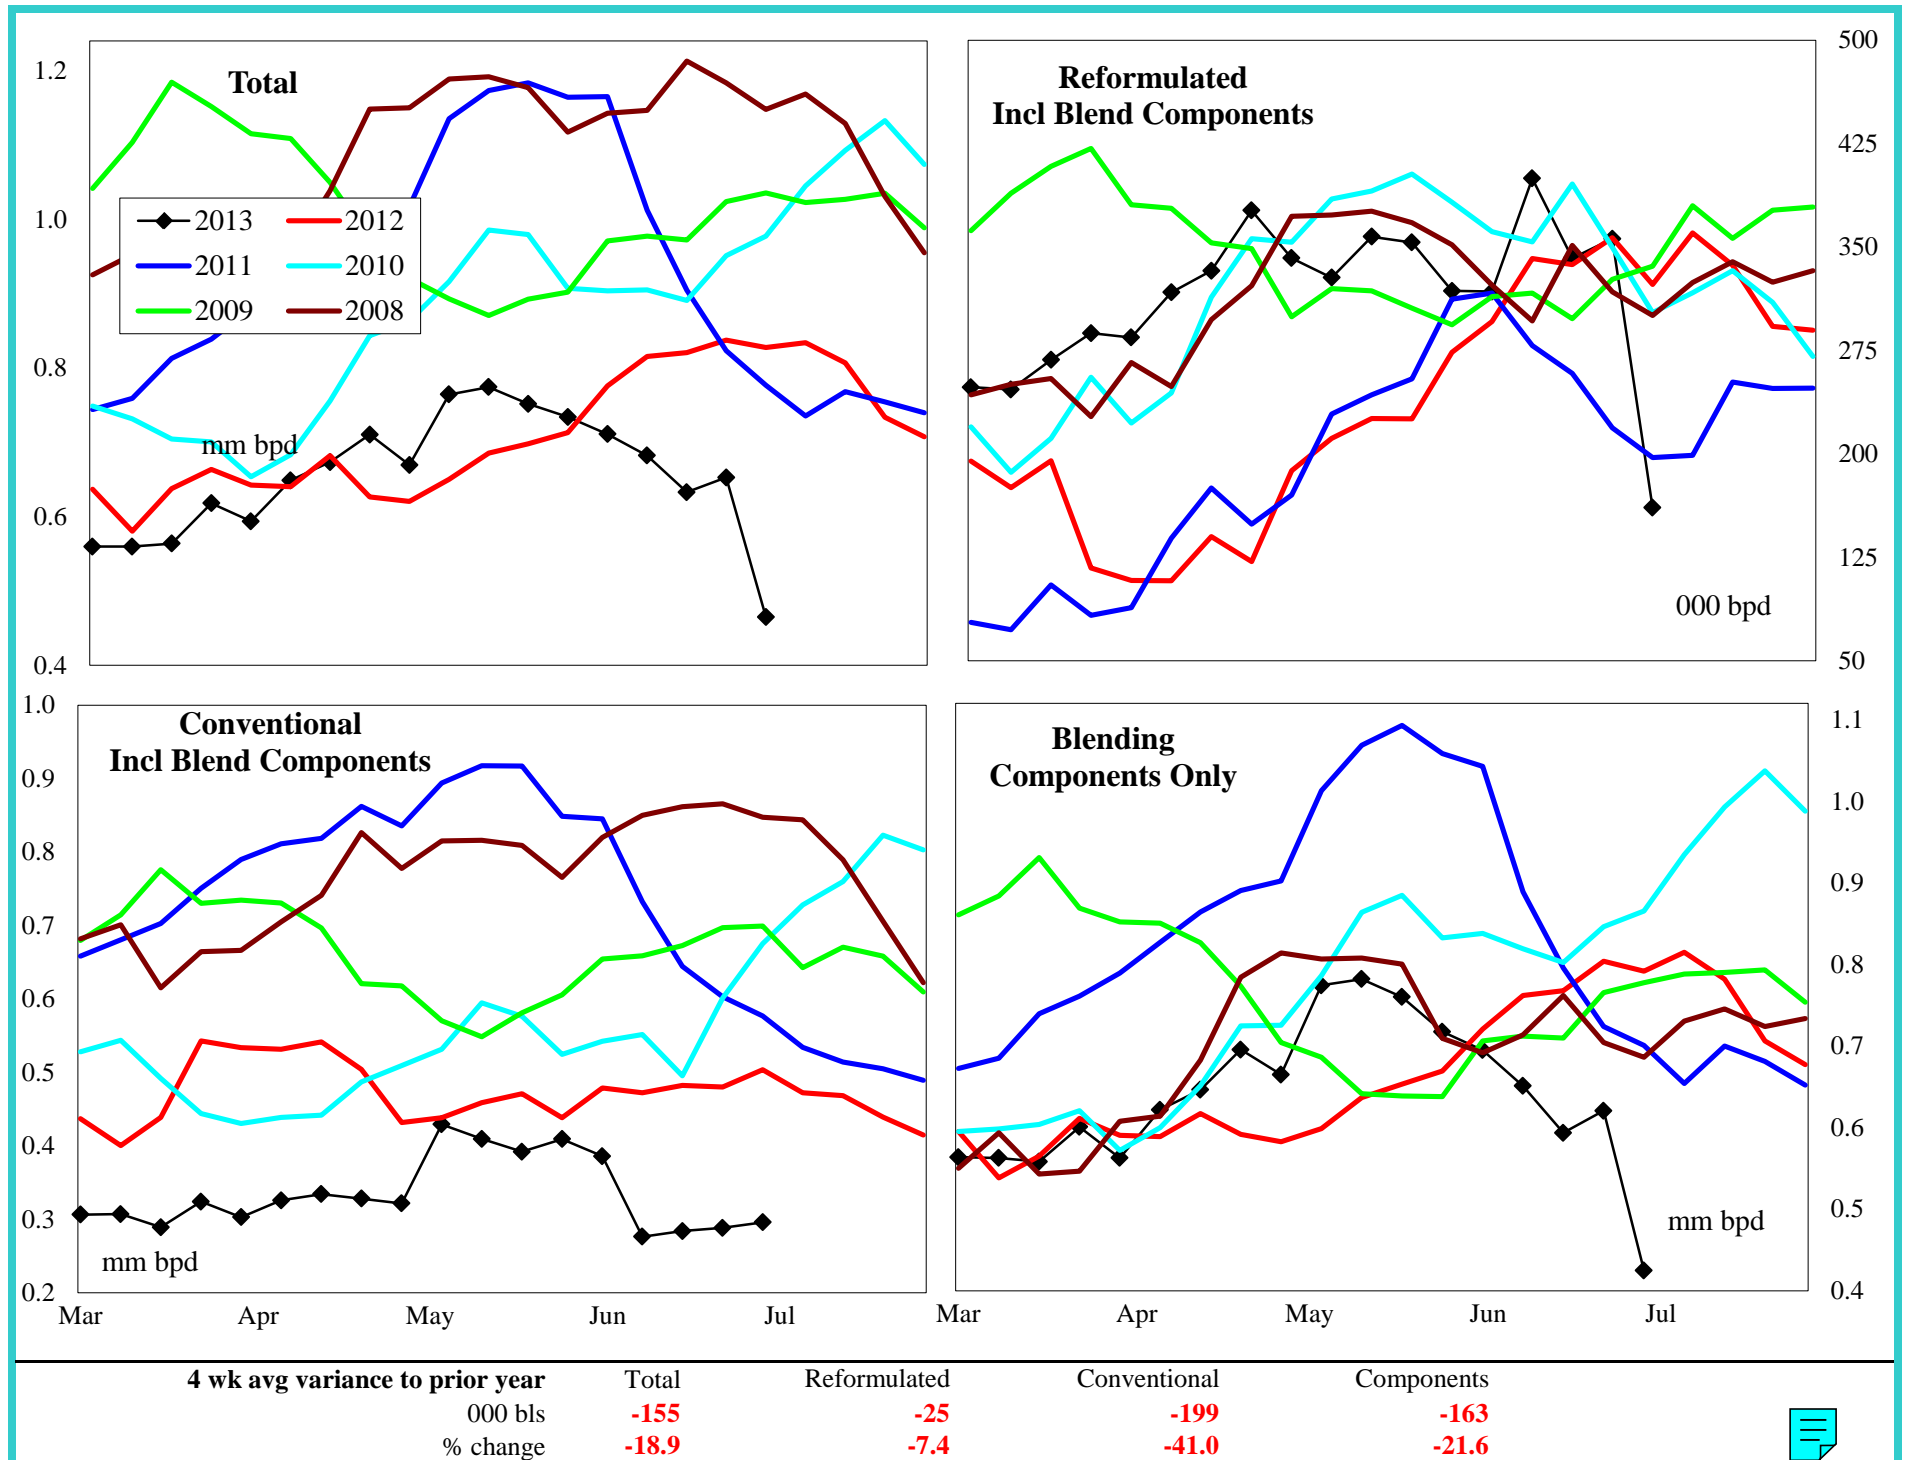 Total
1.2
1.0
0.8
0.6
0.4
2013 2012
2011 2010
2009 2008
mm bpd
Reformulated
Incl Blend Components
500
425
350
275
200
125
50
000 bpd
Conventional
Incl Blend Components
1.0
0.9
0.8
0.7
0.6
0.5
0.4
0.3
0.2
mm bpd
Mar Apr May Jun Jul
Blending
Components Only
1.1
1.0
0.9
0.8
0.7
0.6
0.5
0.4
mm bpd
Mar Apr May Jun Jul
4 wk avg variance to prior year Total Reformulated Conventional Components
000 bls -155 -25 -199 -163
% change -18.9 -7.4 -41.0 -21.6